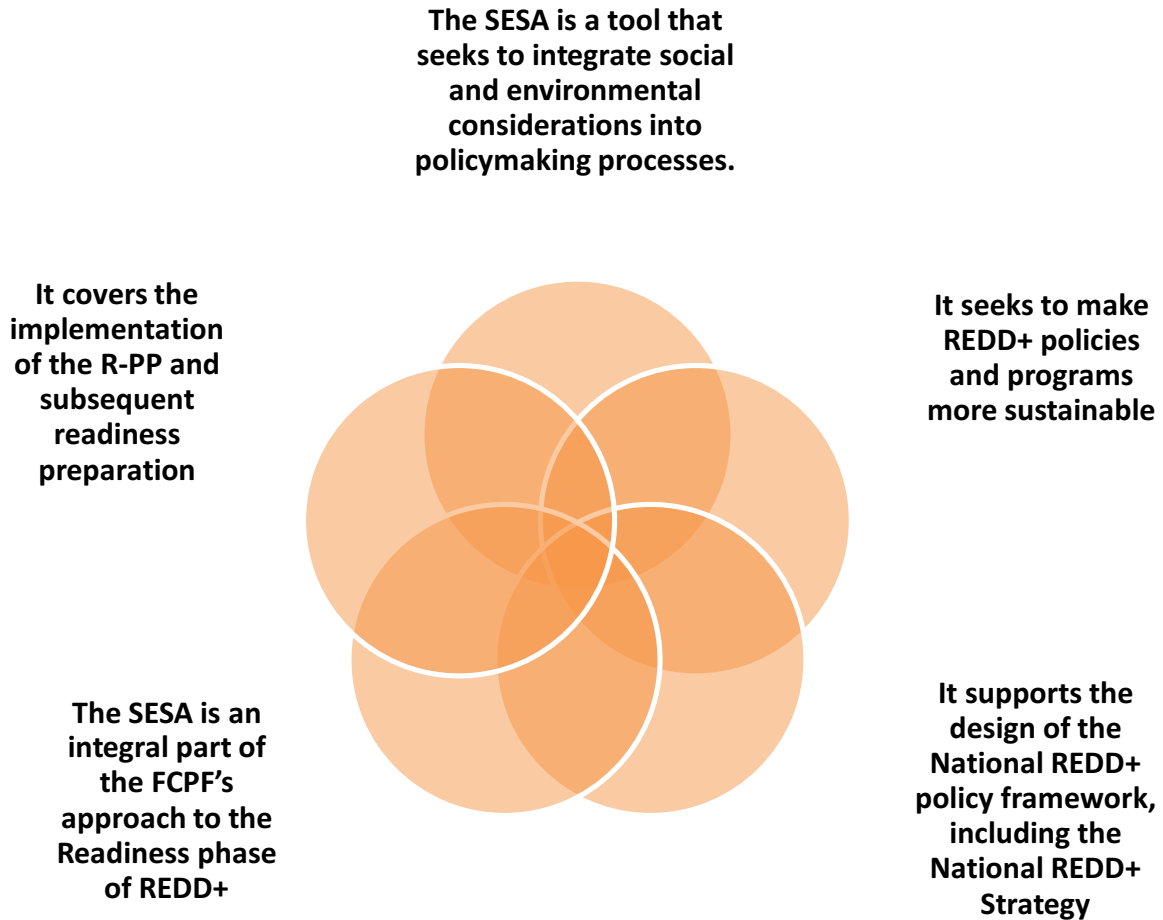 The SESA is a tool that
seeks to integrate social
and environmental
considerations into
policymaking processes.
It covers the
implementation
of the R-PP and
subsequent
readiness
preparation
It seeks to make
REDD+ policies
and programs
more sustainable
The SESA is an
integral part of
the FCPF’s
approach to the
Readiness phase
of REDD+
It supports the
design of the
National REDD+
policy framework,
including the
National REDD+
Strategy